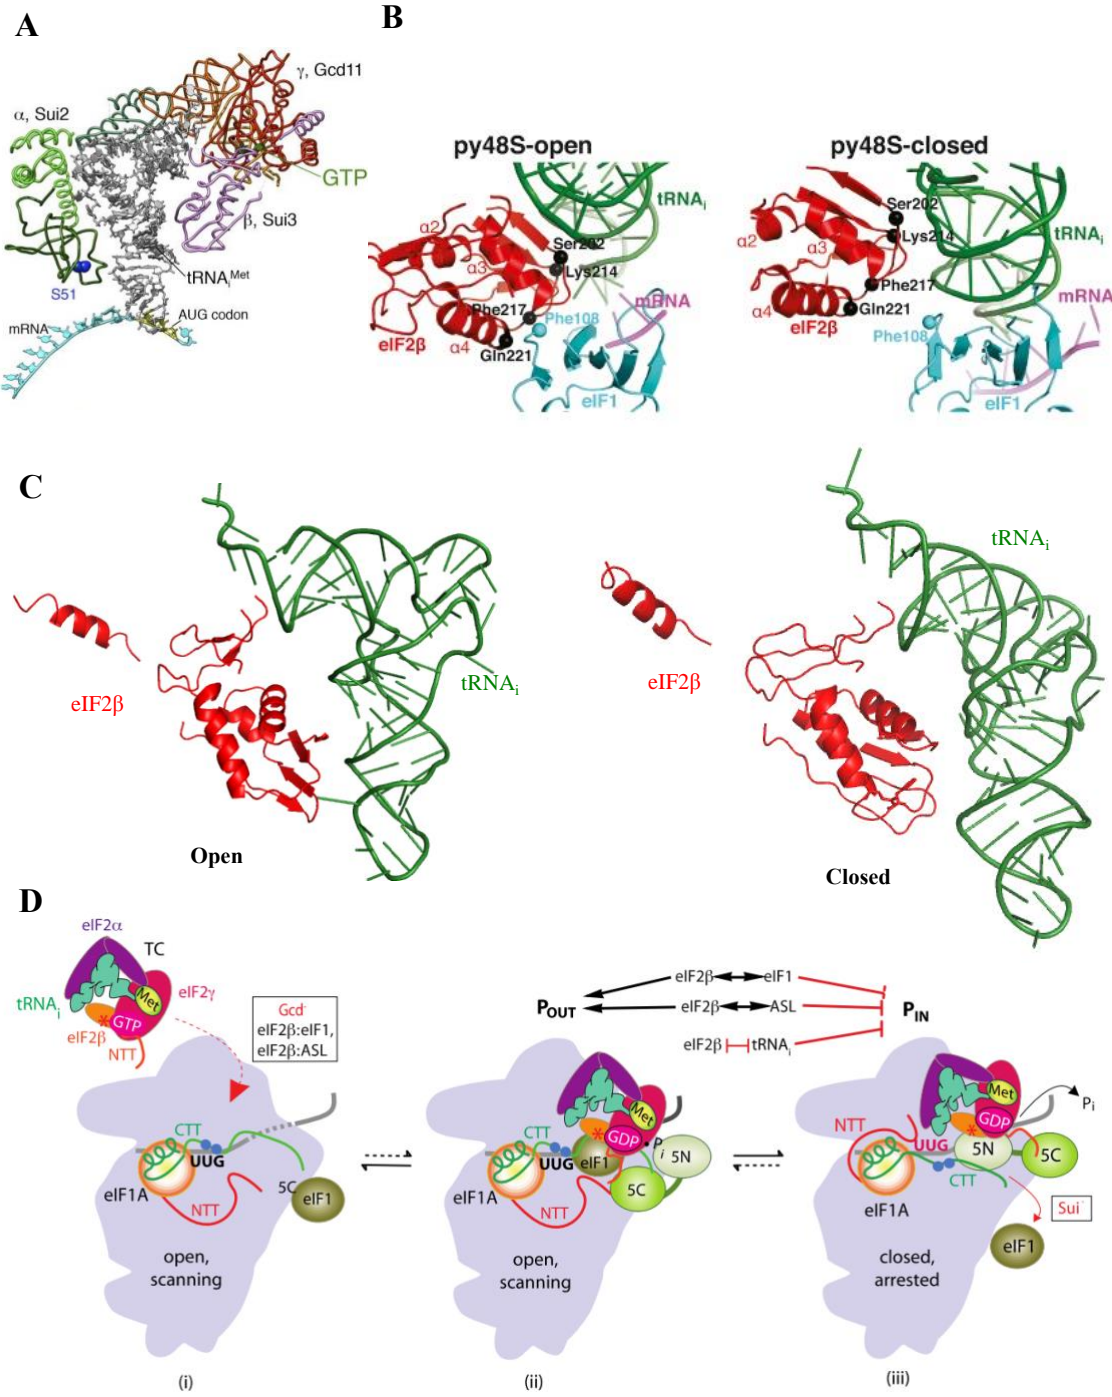 A
α, Sui2
γ, Gcd11
GTP
β, Sui3
tRNAiMet
S51
mRNA
AUG codon
B
py48S-open
tRNAi
α2
Ser202
α3
Lys214
Phe217
mRNA
Phe108
eIF2β
α4
Gln221
eIF1
py48S-closed
Ser202
α2
α3
Lys214
tRNAi
Phe217
mRNA
Gln221
α4
eIF2β
Phe108
eIF1
C
eIF2β
tRNAi
Open
tRNAi
eIF2β
Closed
D
eIF2α
TC
tRNAi
Met
eIF2γ
GTP
eIF2β
*
NTT
Gcd-
eIF2β:eIF1,
eIF2β:ASL
CTT
UUG
eIF1A
5C
eIF1
NTT
open,
scanning
(i)
eIF2β
eIF1
POUT
eIF2β
ASL
PIN
eIF2β
tRNAi
Met
*
GDP
Pi
CTT
UUG
eIF1
5N
eIF1A
5C
NTT
open,
scanning
(ii)
Met
Pi
NTT
GDP
*
UUG
5N
5C
CTT
eIF1A
Sui-
eIF1
closed,
arrested
(iii)